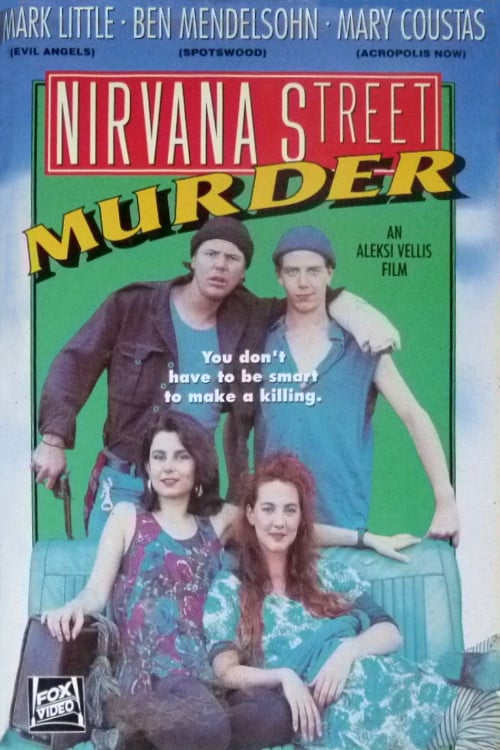 MARK LITTLE · BEN MENDELSOHN · MARY COUSTAS
(EVIL ANGELS) (SPOTSWOOD) (ACROPOLIS NOW)
NIRVANA STREET
MURDER
AN
ALEKSI VELLIS
FILM
You don't
have to be smart
to make a killing.
FOX
VIDEO